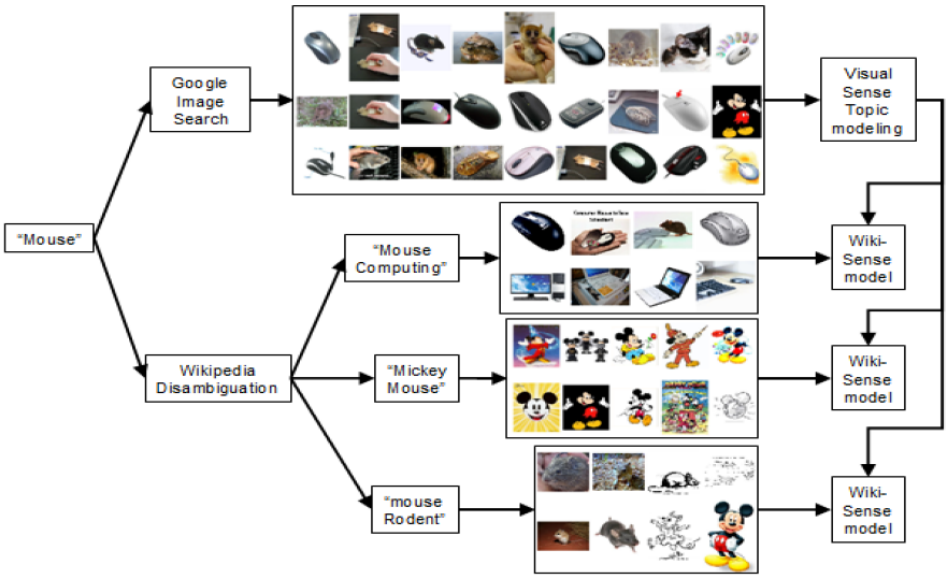 Google
Image
Search
Visual
Sense
Topic
modeling
“Mouse”
“Mouse
Computing”
Wiki-
Sense
model
Wikipedia
Disambiguation
“Mickey
Mouse”
Wiki-
Sense
model
“mouse
Rodent”
Wiki-
Sense
model